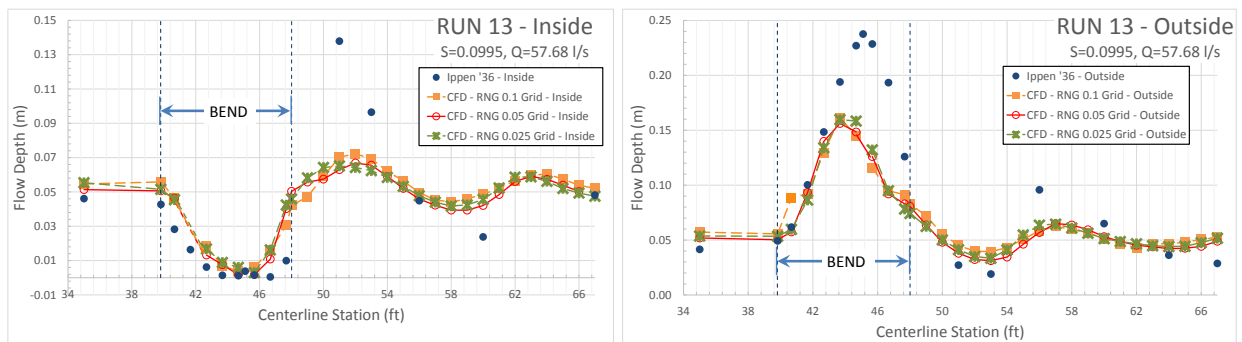 RUN 13 - Inside
S=0.0995, Q=57.68 l/s
Ippen '36 - Inside
CFD - RNG 0.1 Grid - Inside
CFD - RNG 0.05 Grid - Inside
CFD - RNG 0.025 Grid - Inside
BEND
Flow Depth (m)
0.15
0.13
0.11
0.09
0.07
0.05
0.03
0.01
-0.01
34 38 42 46 50 54 58 62 66
Centerline Station (ft)
RUN 13 - Outside
S=0.0995, Q=57.68 l/s
Ippen '36 - Outside
CFD - RNG 0.1 Grid - Outside
CFD - RNG 0.05 Grid - Outside
CFD - RNG 0.025 Grid - Outside
BEND
Flow Depth (m)
0.25
0.20
0.15
0.10
0.05
0.00
34 38 42 46 50 54 58 62 66
Centerline Station (ft)